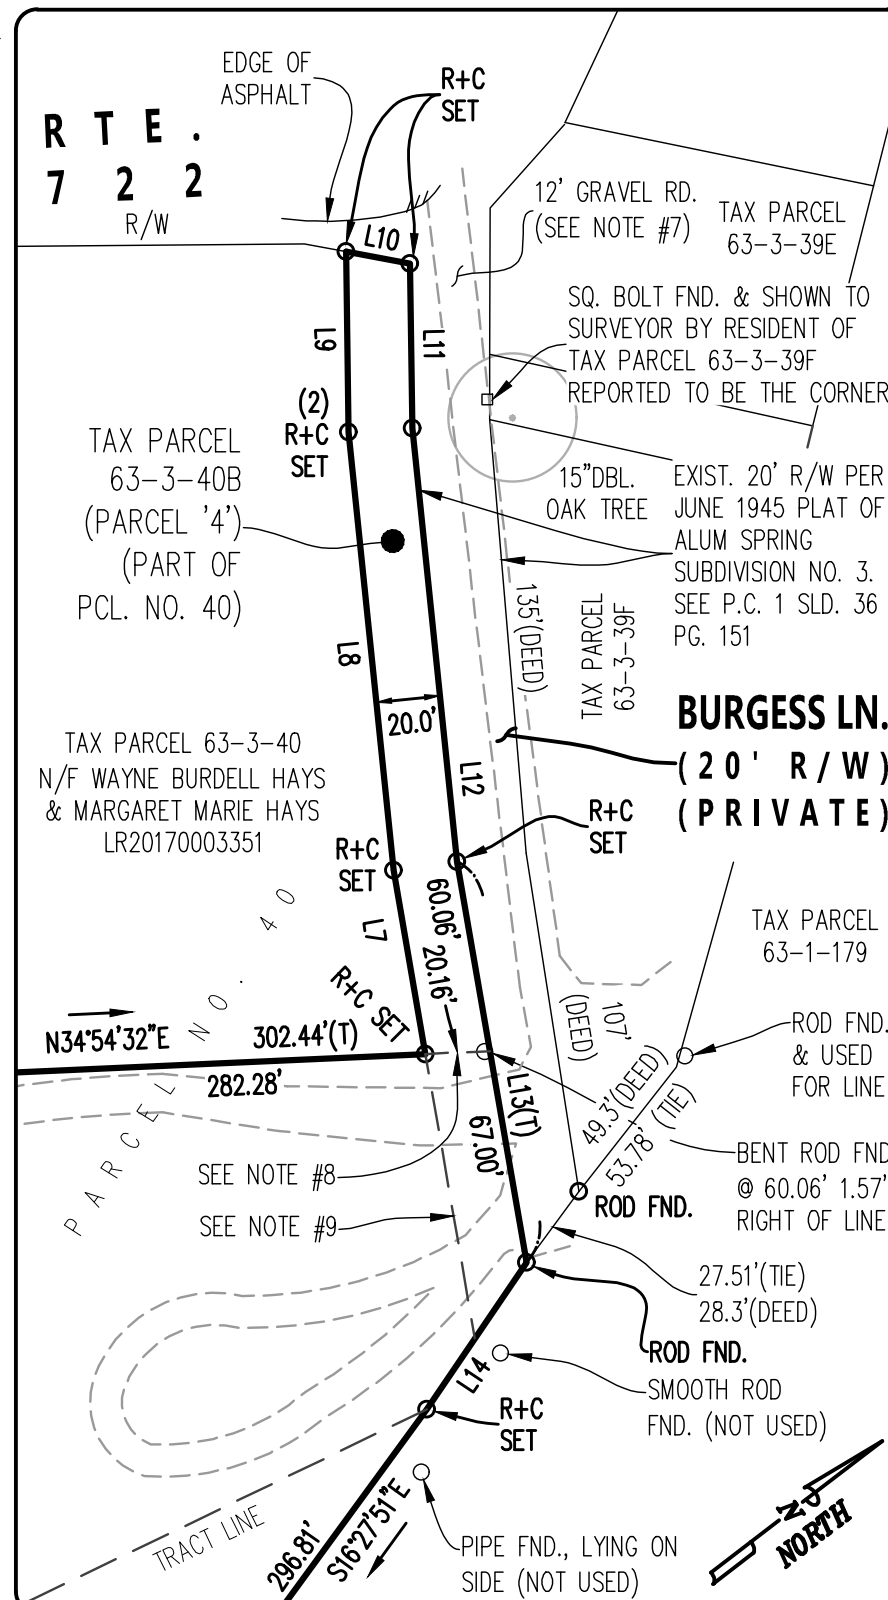 EDGE OF
ASPHALT
R+C
SET
RTE.
722
R/W
L10
12' GRAVEL RD.
(SEE NOTE #7)
TAX PARCEL
63-3-39E
SQ. BOLT FND. & SHOWN TO
SURVEYOR BY RESIDENT OF
TAX PARCEL 63-3-39F
REPORTED TO BE THE CORNER
L9
L11
(2)
R+C
SET
TAX PARCEL
63-3-40B
(PARCEL '4')
(PART OF
PCL. NO. 40)
15"DBL.
OAK TREE
EXIST. 20' R/W PER
JUNE 1945 PLAT OF
ALUM SPRING
SUBDIVISION NO. 3.
SEE P.C. 1 SLD. 36
PG. 151
135'(DEED)
TAX PARCEL
63-3-39F
L8
20.0'
BURGESS LN.
(20' R/W)
(PRIVATE)
TAX PARCEL 63-3-40
N/F WAYNE BURDELL HAYS
& MARGARET MARIE HAYS
LR20170003351
L12
R+C
SET
R+C
SET
60.06'
L7
20.16'
TAX PARCEL
63-1-179
PARCEL NO. 40
R+C SET
N34°54'32"E
302.44'(T)
282.28'
107'
(DEED)
ROD FND.
& USED
FOR LINE
L13(T)
67.00'
49.3'(DEED)
53.78' (TIE)
BENT ROD FND
@ 60.06' 1.57'
RIGHT OF LINE
SEE NOTE #8
SEE NOTE #9
ROD FND.
27.51'(TIE)
28.3'(DEED)
ROD FND.
L14
SMOOTH ROD
FND. (NOT USED)
R+C
SET
TRACT LINE
296.81'
S16°27'51"E
PIPE FND., LYING ON
SIDE (NOT USED)
NORTH